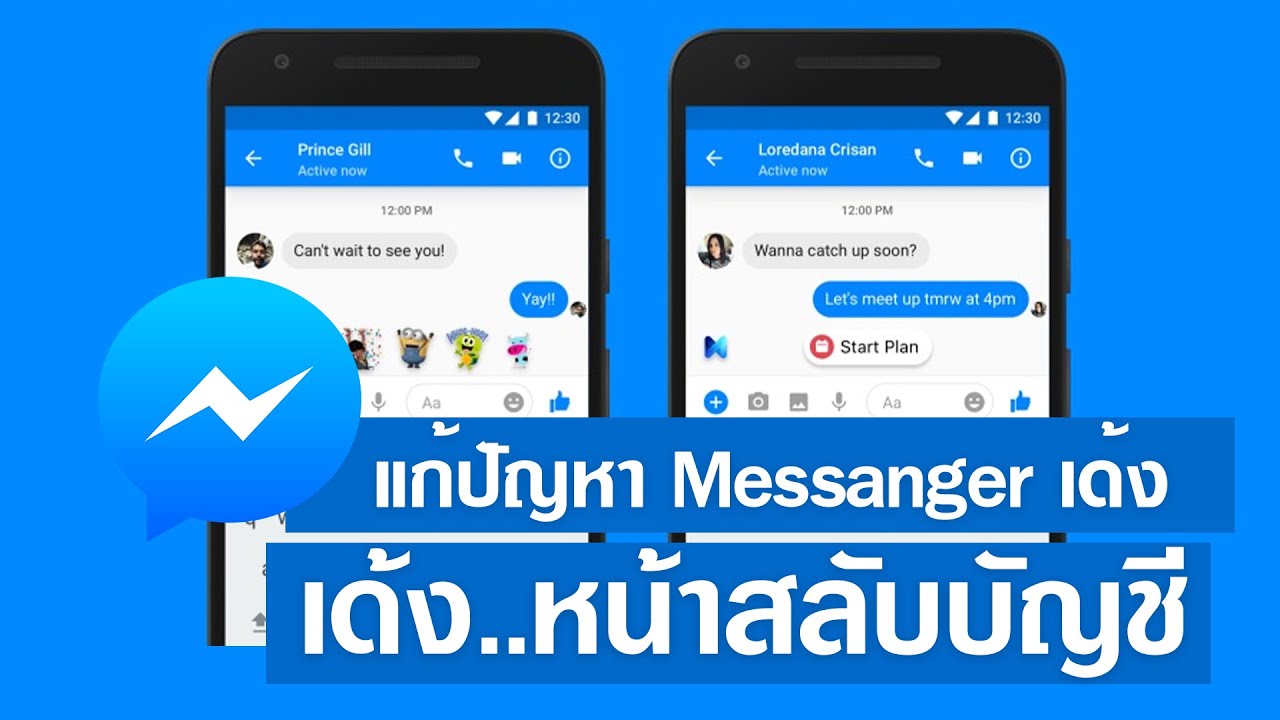 12:30
Prince Gill
Active now
12:00 PM
Can't wait to see you!
Yay!!
Aa
12:30
Loredana Crisan
Active now
12:00 PM
Wanna catch up soon?
Let's meet up tmrw at 4pm
Start Plan
Aa
แก้ปัญหา Messanger เด้ง
เด้ง..หน้าสลับบัญชี
q
a